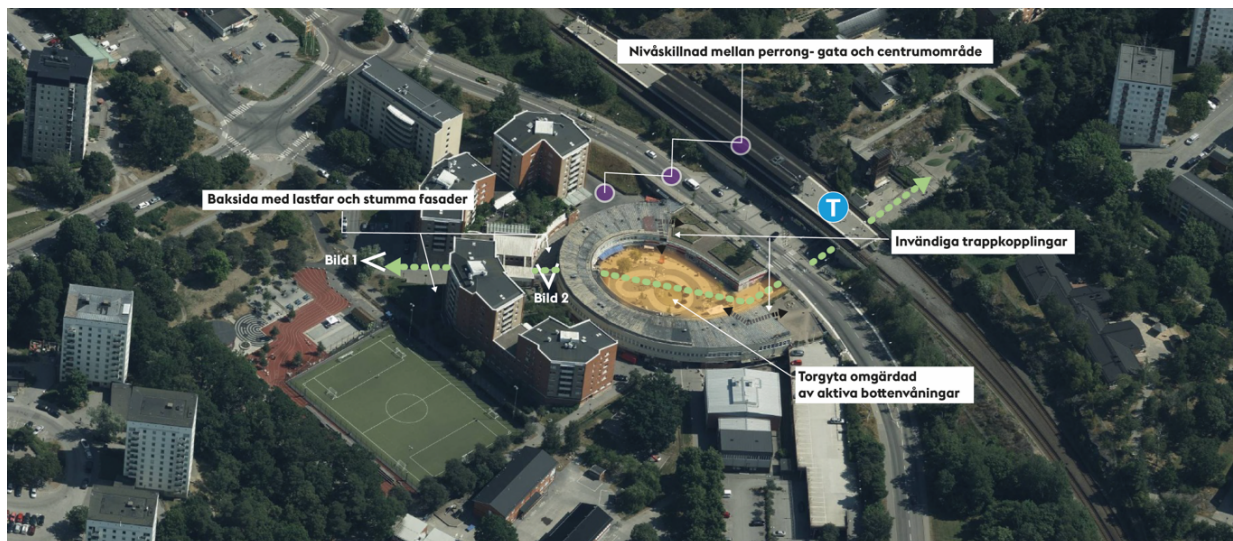 Nivåskillnad mellan perrong- gata och centrumområde
Baksida med lastfar och stumma fasader
T
Invändiga trappkopplingar
Bild 1
Bild 2
Torgyta omgärdad
av aktiva bottenvåningar